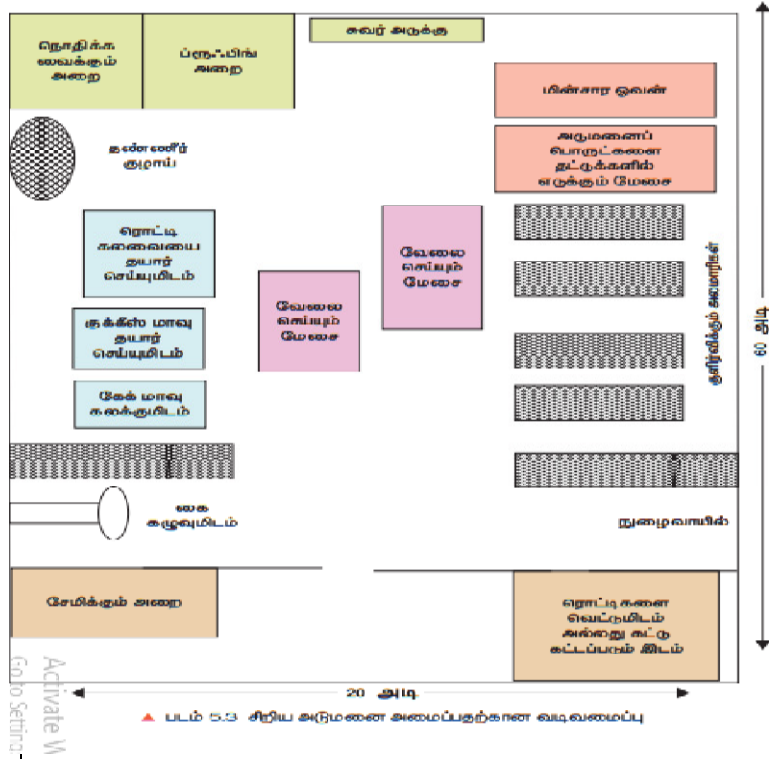 நொதிக்க
வைக்கும்
அறை
ப்ரூஃபிங்
அறை
சுவர் அடுக்கு
மின்சார ஓவன்
தண்ணீர்
குழாய்
அடுமனைப்
பொருட்களை
தட்டுக்களில்
எடுக்கும் மேசை
ரொட்டி
கலவையை
தயார்
செய்யுமிடம்
வேலை
செய்யும்
மேசை
குளிர்விக்கும் அலமாரிகள்
60 அடி
வேலை
செய்யும்
மேசை
குக்கீஸ் மாவு
தயார்
செய்யுமிடம்
கேக் மாவு
கலக்குமிடம்
கை
கழுவுமிடம்
நுழைவாயில்
சேமிக்கும் அறை
ரொட்டிகளை
வெட்டுமிடம்
அல்லது கட்டு
கட்டப்படும் இடம்
20 அடி
படம் 5.3 சிறிய அடுமனை அமைப்பதற்கான வடிவமைப்பு
Activate W
Go to Setting